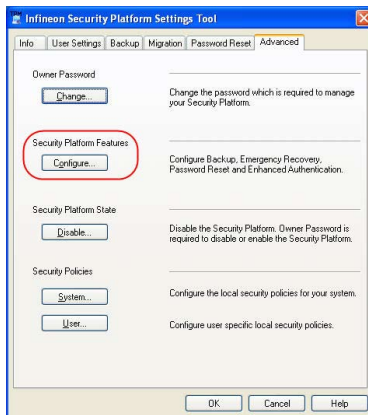 Infineon Security Platform Settings Tool
Info
User Settings
Backup
Migration
Password Reset
Advanced
Owner Password
Change...
Change the password which is required to manage
your Security Platform.
Security Platform Features
Configure...
Configure Backup, Emergency Recovery,
Password Reset and Enhanced Authentication.
Security Platform State
Disable...
Disable the Security Platform. Owner Password is
required to disable or enable the Security Platform.
Security Policies
System...
Configure the local security policies for your system.
User...
Configure user specific local security policies.
OK
Cancel
Help